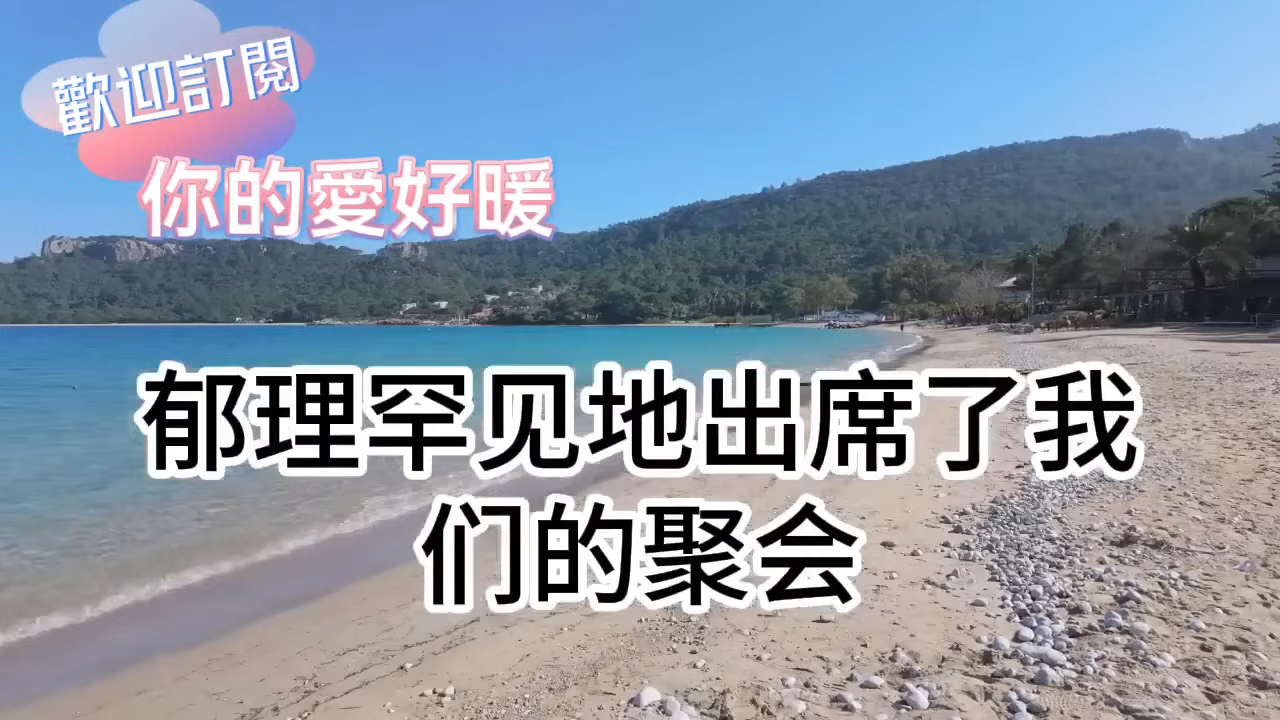 歡迎訂閱
你的愛好暖
郁理罕见地出席了我
们的聚会